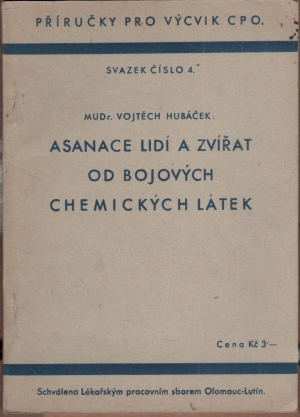 PŘÍRUČKY PRO VÝCVIK CPO.
SVAZEK ČÍSLO 4.*
MUDr. VOJTĚCH HUBÁČEK:
ASANACE LIDÍ A ZVÍŘAT
OD BOJOVÝCH
CHEMICKÝCH LÁTEK
Cena Kč 3·—
Schváleno Lékařským pracovním sborem Olomouc-Lutín.